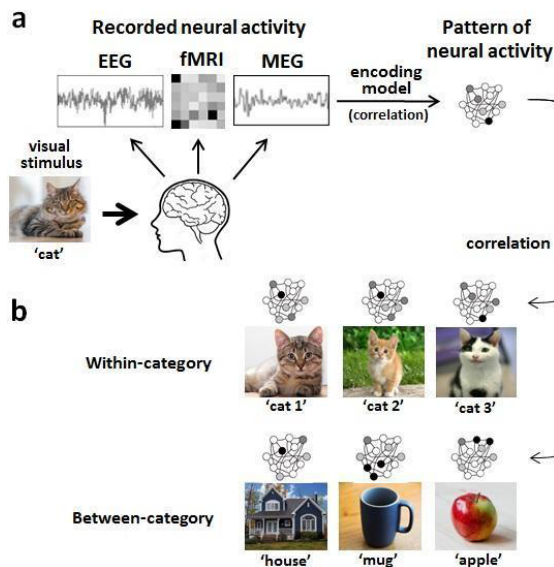 a
Recorded neural activity
EEG
fMRI
MEG
Pattern of
neural activity
encoding
model
(correlation)
visual
stimulus
'cat'
correlation
b
Within-category
'cat 1'
'cat 2'
'cat 3'
Between-category
'house'
'mug'
'apple'